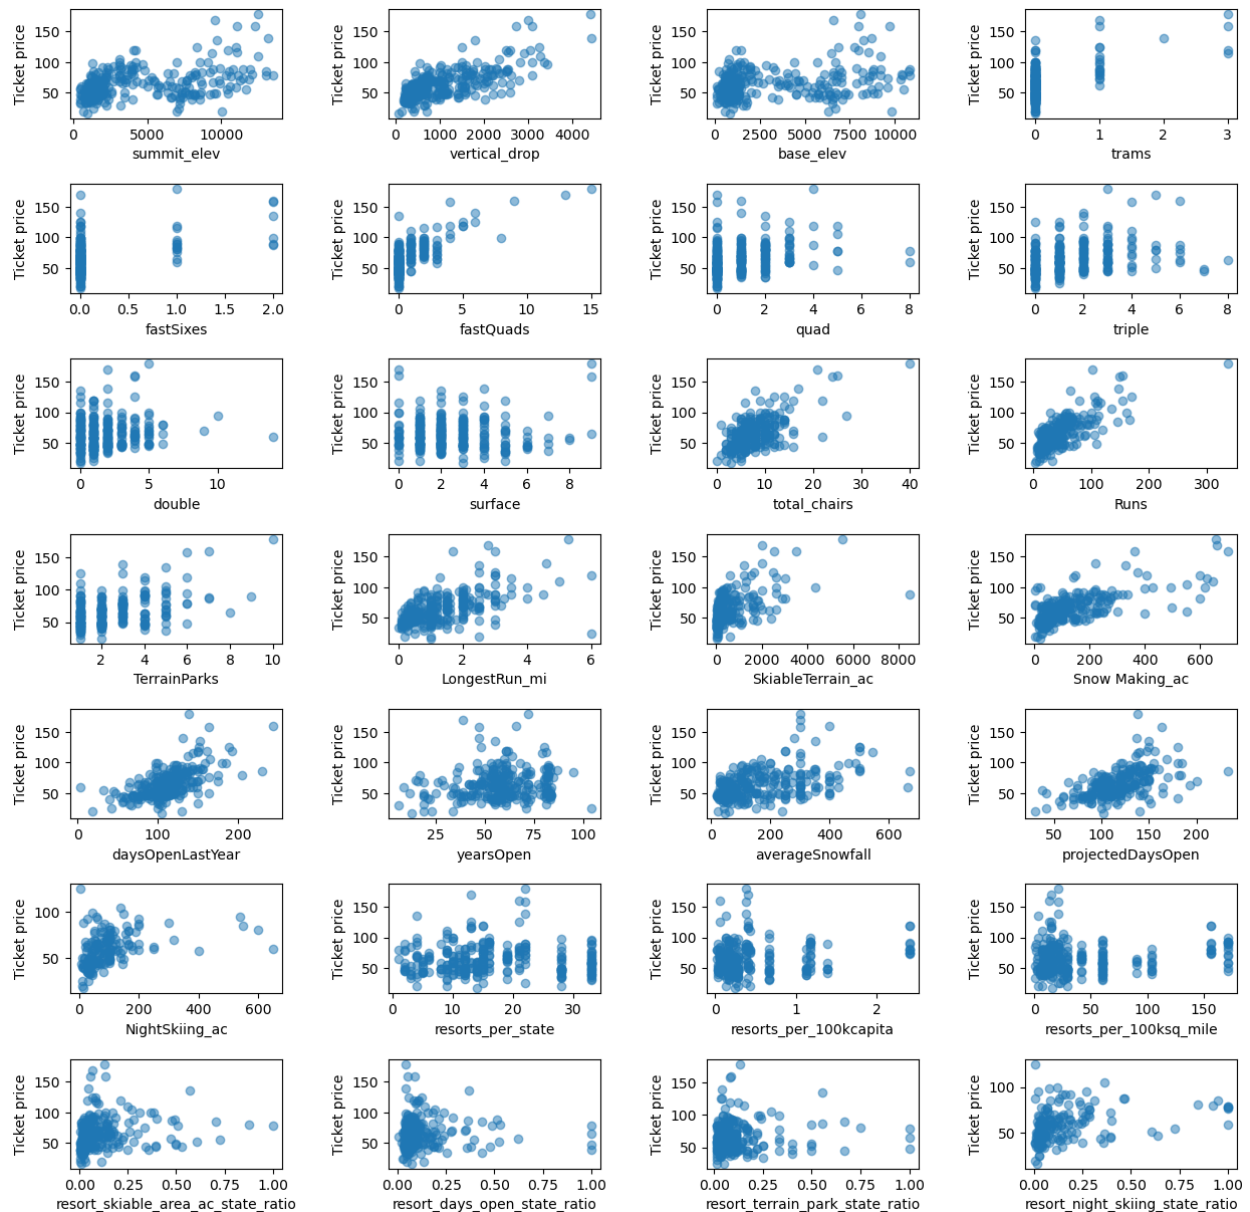 Ticket price 50 100 150 0 5000 10000 summit_elev
Ticket price 50 100 150 0 1000 2000 3000 4000 vertical_drop
Ticket price 50 100 150 0 2500 5000 7500 10000 base_elev
Ticket price 50 100 150 0 1 2 3 trams
Ticket price 50 100 150 0.0 0.5 1.0 1.5 2.0 fastSixes
Ticket price 50 100 150 0 5 10 15 fastQuads
Ticket price 50 100 150 0 2 4 6 8 quad
Ticket price 50 100 150 0 2 4 6 8 triple
Ticket price 50 100 150 0 5 10 double
Ticket price 50 100 150 0 2 4 6 8 surface
Ticket price 50 100 150 0 10 20 30 40 total_chairs
Ticket price 50 100 150 0 100 200 300 Runs
Ticket price 50 100 150 2 4 6 8 10 TerrainParks
Ticket price 50 100 150 0 2 4 6 LongestRun_mi
Ticket price 50 100 150 0 2000 4000 6000 8000 SkiableTerrain_ac
Ticket price 50 100 150 0 200 400 600 Snow Making_ac
Ticket price 50 100 150 0 100 200 daysOpenLastYear
Ticket price 50 100 150 25 50 75 100 yearsOpen
Ticket price 50 100 150 0 200 400 600 averageSnowfall
Ticket price 50 100 150 50 100 150 200 projectedDaysOpen
Ticket price 50 100 0 200 400 600 NightSkiing_ac
Ticket price 50 100 150 0 10 20 30 resorts_per_state
Ticket price 50 100 150 0 1 2 resorts_per_100kcapita
Ticket price 50 100 150 0 50 100 150 resorts_per_100ksq_mile
Ticket price 50 100 150 0.00 0.25 0.50 0.75 1.00 resort_skiable_area_ac_state_ratio
Ticket price 50 100 150 0.00 0.25 0.50 0.75 1.00 resort_days_open_state_ratio
Ticket price 50 100 150 0.00 0.25 0.50 0.75 1.00 resort_terrain_park_state_ratio
Ticket price 50 100 0.00 0.25 0.50 0.75 1.00 resort_night_skiing_state_ratio